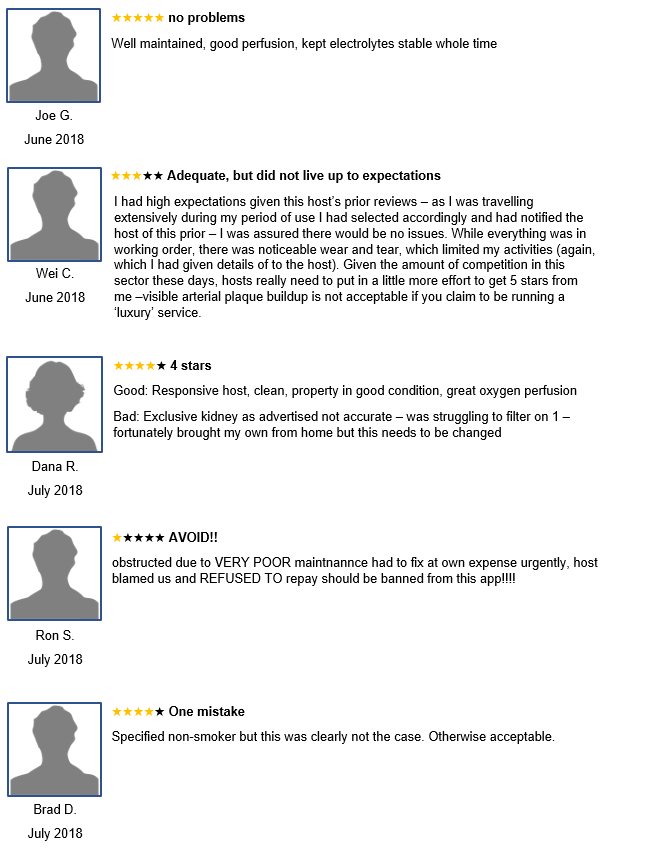 ★★★★★ no problems
Well maintained, good perfusion, kept electrolytes stable whole time
Joe G.
June 2018
★★★★★ Adequate, but did not live up to expectations
I had high expectations given this host's prior reviews – as I was travelling
extensively during my period of use I had selected accordingly and had notified the
host of this prior – I was assured there would be no issues. While everything was in
working order, there was noticeable wear and tear, which limited my activities (again,
which I had given details of to the host). Given the amount of competition in this
sector these days, hosts really need to put in a little more effort to get 5 stars from
me –visible arterial plaque buildup is not acceptable if you claim to be running a
‘luxury’ service.
Wei C.
June 2018
★★★★★ 4 stars
Good: Responsive host, clean, property in good condition, great oxygen perfusion
Bad: Exclusive kidney as advertised not accurate – was struggling to filter on 1 –
fortunately brought my own from home but this needs to be changed
Dana R.
July 2018
★★★★★ AVOID!!
obstructed due to VERY POOR maintnannce had to fix at own expense urgently, host
blamed us and REFUSED TO repay should be banned from this app!!!!
Ron S.
July 2018
★★★★★ One mistake
Specified non-smoker but this was clearly not the case. Otherwise acceptable.
Brad D.
July 2018